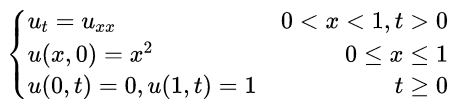 u_t = u_{xx}    0 < x < 1, t > 0
u(x, 0) = x^2    0 ≤ x ≤ 1
u(0, t) = 0, u(1, t) = 1    t ≥ 0